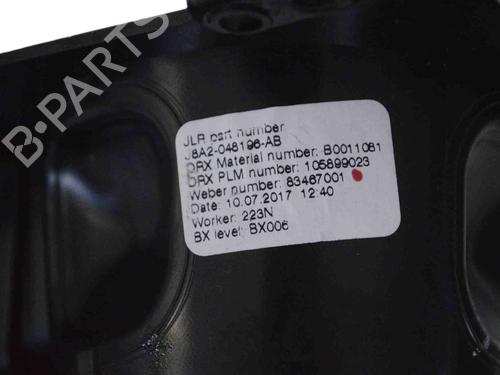 B-PARTS
JLR part number
J8A2-048196-AB
DRX Material number: B0011081
DRX PLM number: 105899023
Weber number: 83467001
Date: 10.07.2017 12:40
Worker: 223N
BX level: BX006